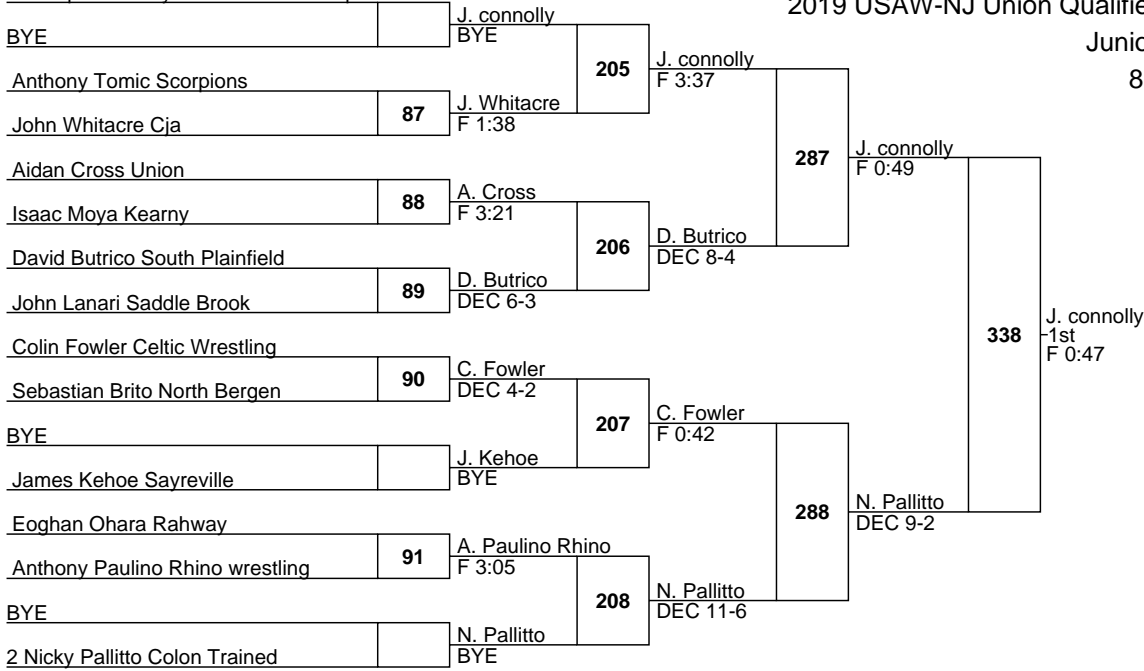 2019 USAW-NJ Union Qualifie
Junio
8
BYE
J. connolly
BYE
205
J. connolly
F 3:37
Anthony Tomic Scorpions
John Whitacre Cja
87
J. Whitacre
F 1:38
287
J. connolly
F 0:49
Aidan Cross Union
Isaac Moya Kearny
88
A. Cross
F 3:21
206
D. Butrico
DEC 8-4
David Butrico South Plainfield
John Lanari Saddle Brook
89
D. Butrico
DEC 6-3
338
J. connolly
1st
F 0:47
Colin Fowler Celtic Wrestling
Sebastian Brito North Bergen
90
C. Fowler
DEC 4-2
207
C. Fowler
F 0:42
BYE
James Kehoe Sayreville
J. Kehoe
BYE
288
N. Pallitto
DEC 9-2
Eoghan Ohara Rahway
Anthony Paulino Rhino wrestling
91
A. Paulino Rhino
F 3:05
208
N. Pallitto
DEC 11-6
BYE
2 Nicky Pallitto Colon Trained
N. Pallitto
BYE